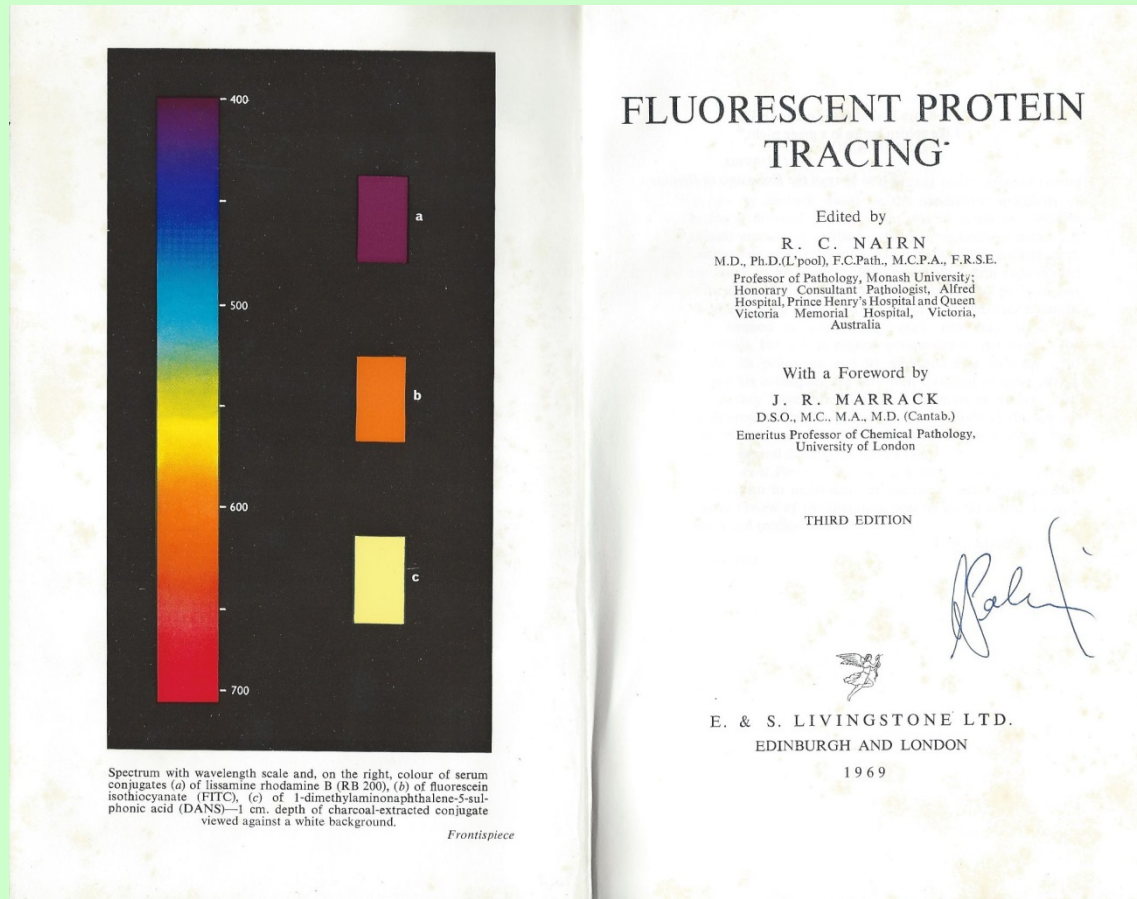 400
500
600
700
a
b
c
Spectrum with wavelength scale and, on the right, colour of serum
conjugates (a) of lissamine rhodamine B (RB 200), (b) of fluorescein
isothiocyanate (FITC), (c) of 1-dimethylaminonaphthalene-5-sul-
phonic acid (DANS)—1 cm. depth of charcoal-extracted conjugate
viewed against a white background.
Frontispiece
FLUORESCENT PROTEIN
TRACING
Edited by
R. C. NAIRN
M.D., Ph.D.(L'pool), F.C.Path., M.C.P.A., F.R.S.E.
Professor of Pathology, Monash University;
Honorary Consultant Pathologist, Alfred
Hospital, Prince Henry's Hospital and Queen
Victoria Memorial Hospital, Victoria,
Australia
With a Foreword by
J. R. MARRACK
D.S.O., M.C., M.A., M.D. (Cantab.)
Emeritus Professor of Chemical Pathology,
University of London
THIRD EDITION
E. & S. LIVINGSTONE LTD.
EDINBURGH AND LONDON
1969